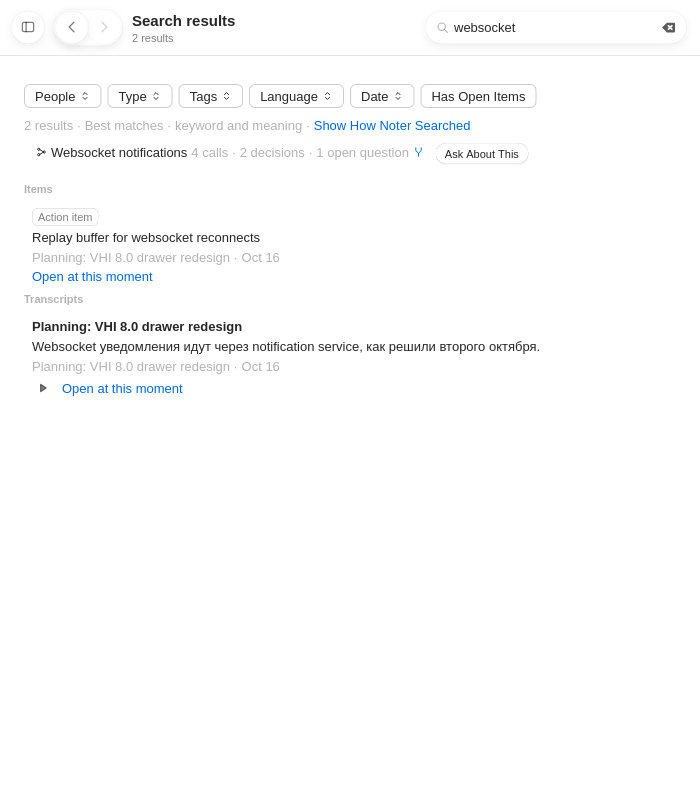 Search results
2 results
websocket
People
Type
Tags
Language
Date
Has Open Items
2 results · Best matches · keyword and meaning · Show How Noter Searched
Websocket notifications 4 calls · 2 decisions · 1 open question
Ask About This
Items
Action item
Replay buffer for websocket reconnects
Planning: VHI 8.0 drawer redesign · Oct 16
Open at this moment
Transcripts
Planning: VHI 8.0 drawer redesign
Websocket уведомления идут через notification service, как решили второго октября.
Planning: VHI 8.0 drawer redesign · Oct 16
Open at this moment